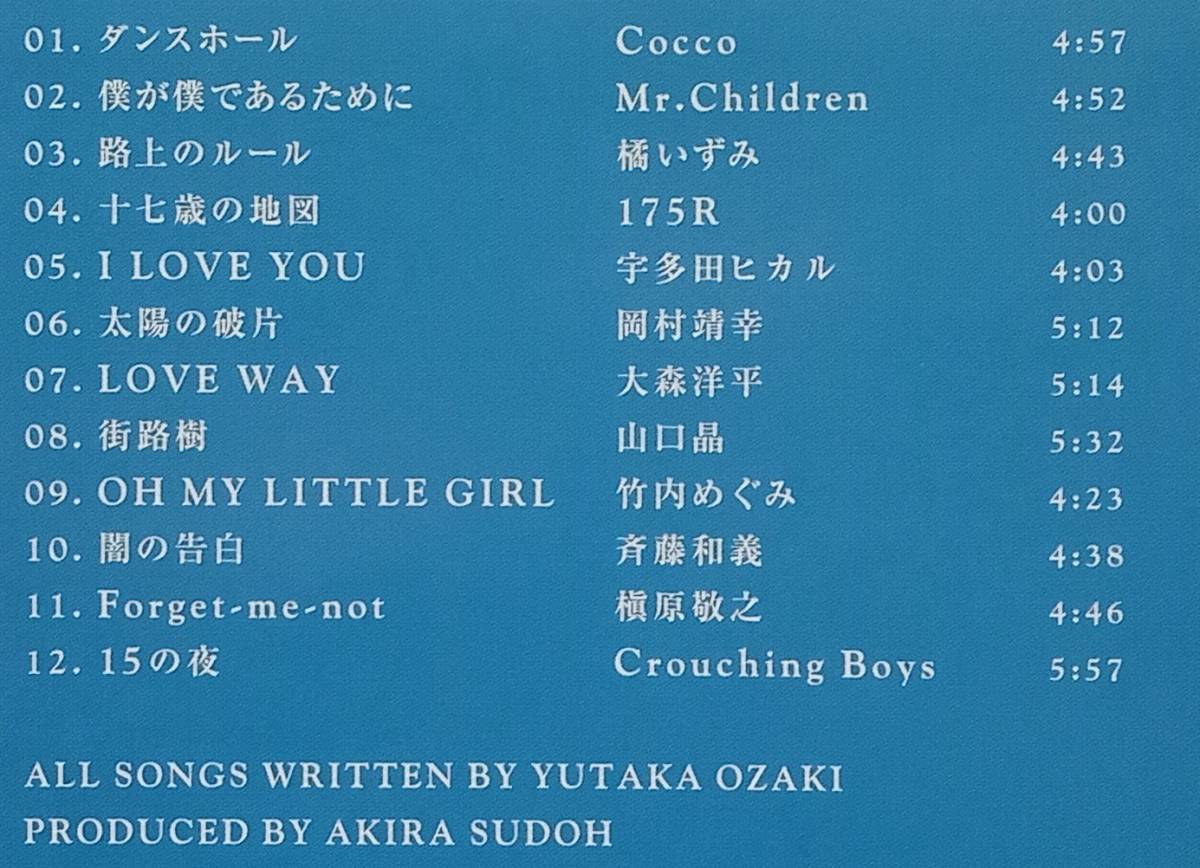 01. ダンスホール Cocco 4:57
02. 僕が僕であるために Mr.Children 4:52
03. 路上のルール 橘いずみ 4:43
04. 十七歳の地図 175R 4:00
05. I LOVE YOU 宇多田ヒカル 4:03
06. 太陽の破片 岡村靖幸 5:12
07. LOVE WAY 大森洋平 5:14
08. 街路樹 山口晶 5:32
09. OH MY LITTLE GIRL 竹内めぐみ 4:23
10. 闇の告白 斉藤和義 4:38
11. Forget-me-not 槇原敬之 4:46
12. 15の夜 Crouching Boys 5:57
ALL SONGS WRITTEN BY YUTAKA OZAKI
PRODUCED BY AKIRA SUDOH